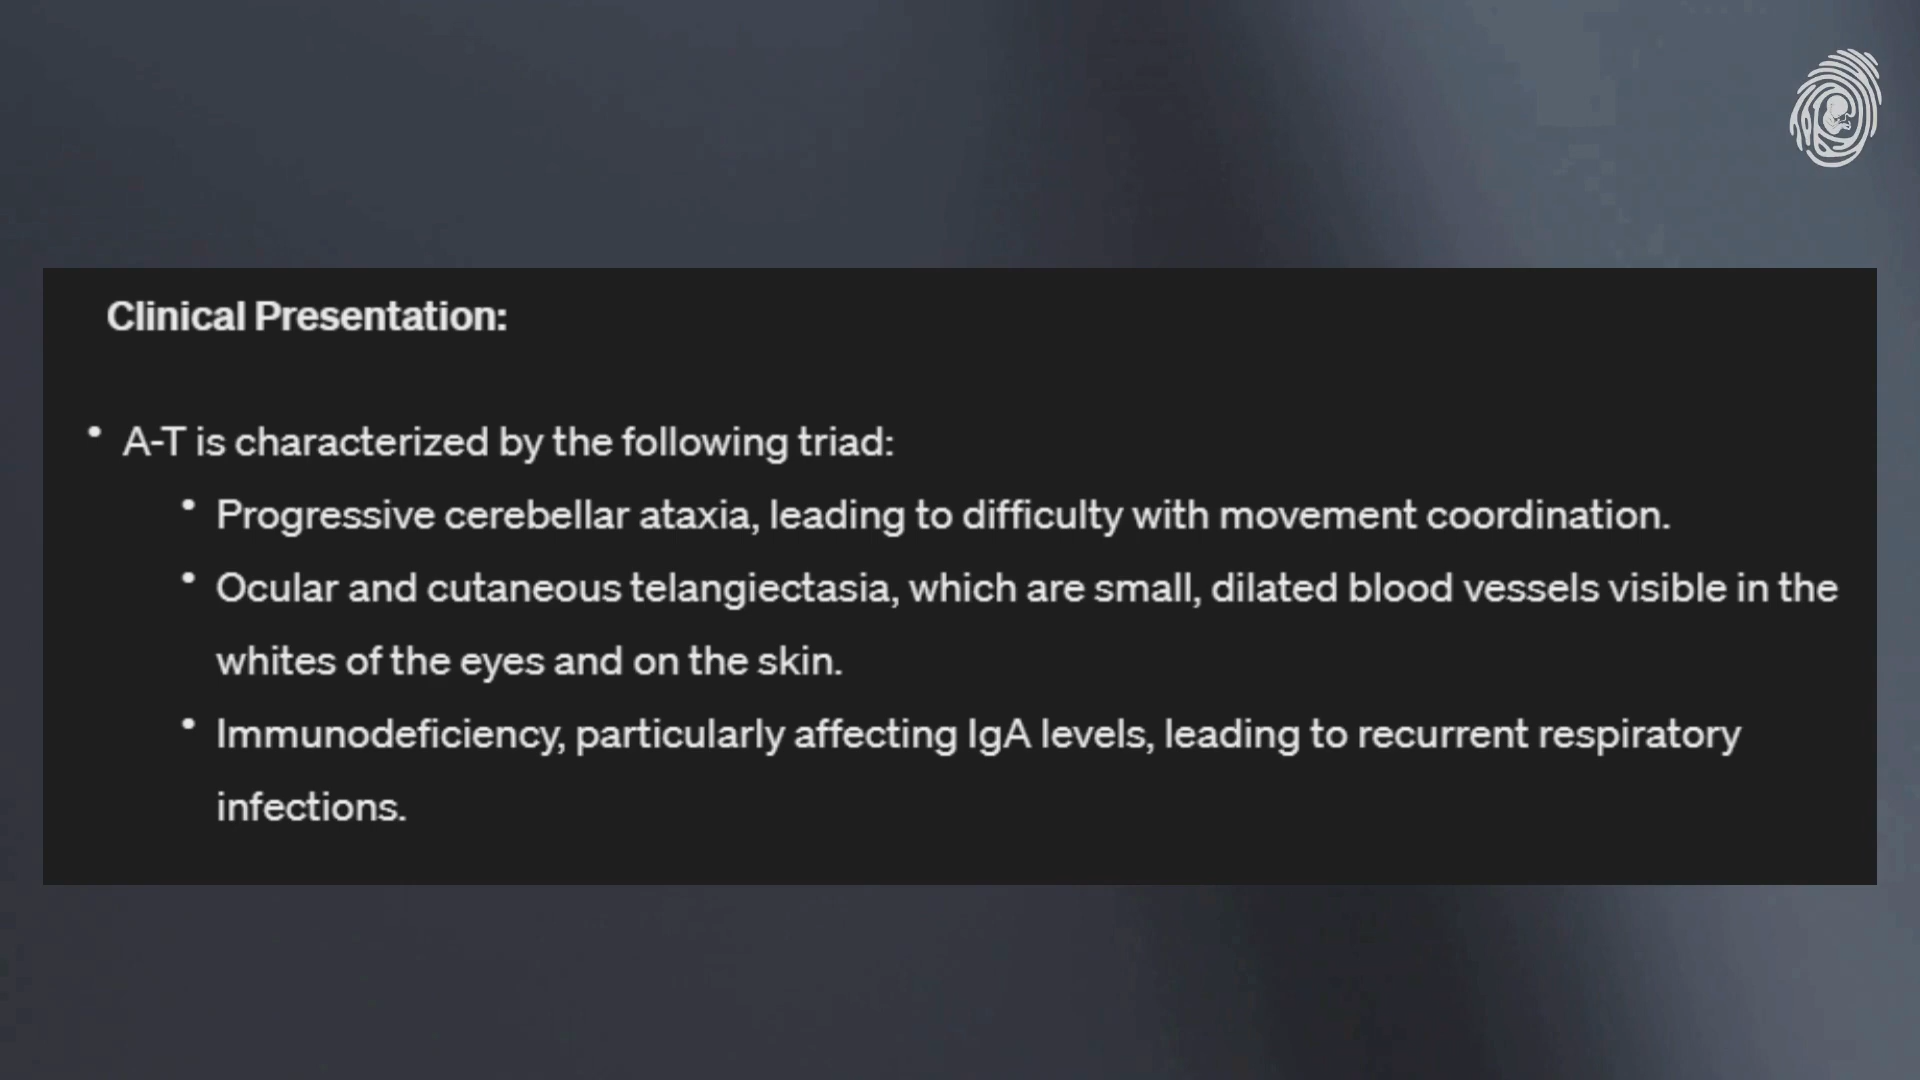 Clinical Presentation:
• A-T is characterized by the following triad:
• Progressive cerebellar ataxia, leading to difficulty with movement coordination.
• Ocular and cutaneous telangiectasia, which are small, dilated blood vessels visible in the
whites of the eyes and on the skin.
• Immunodeficiency, particularly affecting IgA levels, leading to recurrent respiratory
infections.